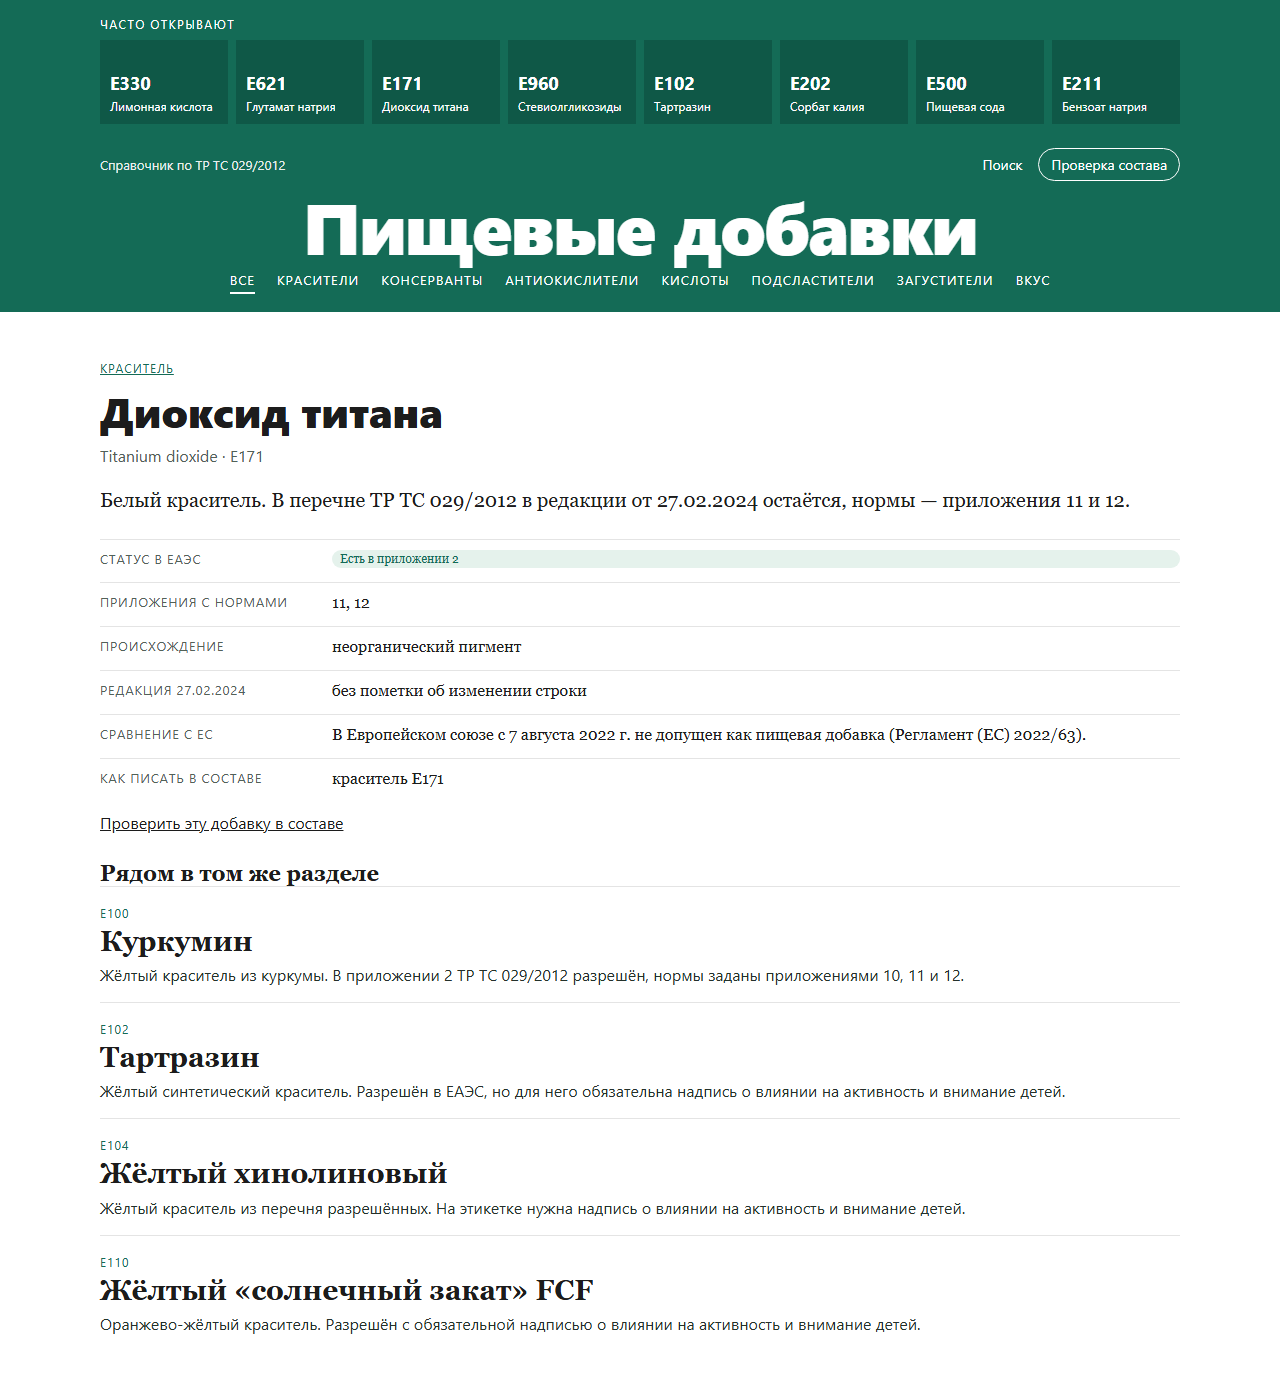 ЧАСТО ОТКРЫВАЮТ
E330 E621 E171 E960 E102 E202 E500 E211
Лимонная кислота Глутамат натрия Диоксид титана Стевиолгликозиды Тартразин Сорбат калия Пищевая сода Бензоат натрия
Справочник по ТР ТС 029/2012 Поиск Проверка состава
Пищевые добавки
ВСЕ КРАСИТЕЛИ КОНСЕРВАНТЫ АНТИОКИСЛИТЕЛИ КИСЛОТЫ ПОДСЛАСТИТЕЛИ ЗАГУСТИТЕЛИ ВКУС
КРАСИТЕЛЬ
Диоксид титана
Titanium dioxide · E171
Белый краситель. В перечне ТР ТС 029/2012 в редакции от 27.02.2024 остаётся, нормы — приложения 11 и 12.
СТАТУС В ЕАЭС Есть в приложении 2
ПРИЛОЖЕНИЯ С НОРМАМИ 11, 12
ПРОИСХОЖДЕНИЕ неорганический пигмент
РЕДАКЦИЯ 27.02.2024 без пометки об изменении строки
СРАВНЕНИЕ С ЕС В Европейском союзе с 7 августа 2022 г. не допущен как пищевая добавка (Регламент (ЕС) 2022/63).
КАК ПИСАТЬ В СОСТАВЕ краситель E171
Проверить эту добавку в составе
Рядом в том же разделе
E100
Куркумин
Жёлтый краситель из куркумы. В приложении 2 ТР ТС 029/2012 разрешён, нормы заданы приложениями 10, 11 и 12.
E102
Тартразин
Жёлтый синтетический краситель. Разрешён в ЕАЭС, но для него обязательна надпись о влиянии на активность и внимание детей.
E104
Жёлтый хинолиновый
Жёлтый краситель из перечня разрешённых. На этикетке нужна надпись о влиянии на активность и внимание детей.
E110
Жёлтый «солнечный закат» FCF
Оранжево-жёлтый краситель. Разрешён с обязательной надписью о влиянии на активность и внимание детей.